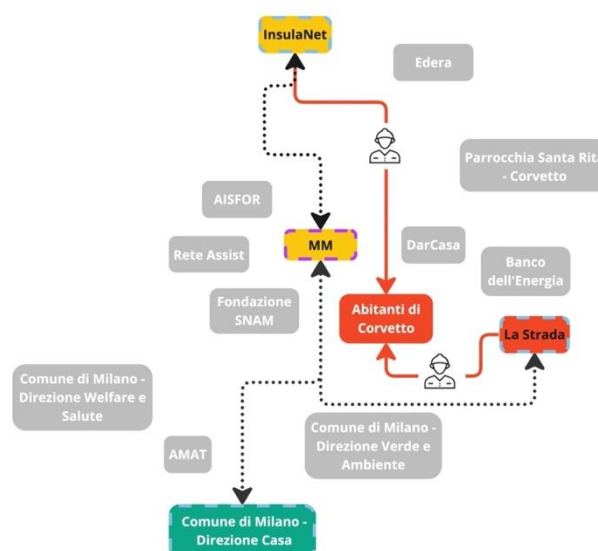 InsulaNet
Edera
Parrocchia Santa Rita
- Corvetto
AISFOR
MM
DarCasa
Rete Assist
Banco
dell'Energia
Fondazione
SNAM
Abitanti di
Corvetto
La Strada
Comune di Milano -
Direzione Welfare e
Salute
Comune di Milano -
Direzione Verde e
Ambiente
AMAT
Comune di Milano -
Direzione Casa